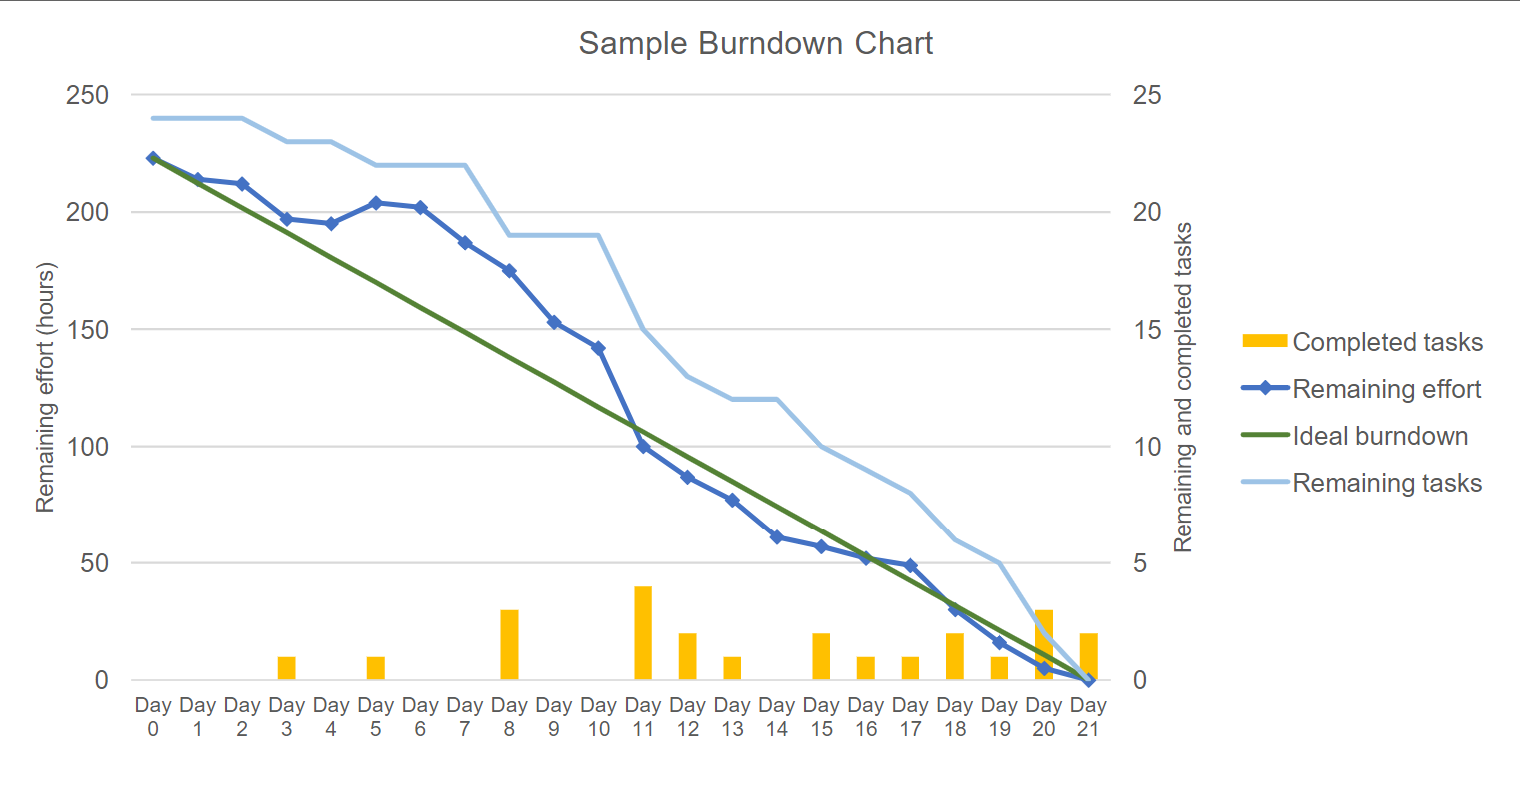 Sample Burndown Chart
250
200
150
100
50
0
Remaining effort (hours)
25
20
15
10
5
0
Remaining and completed tasks
Completed tasks
Remaining effort
Ideal burndown
Remaining tasks
Day Day Day Day Day Day Day Day Day Day Day Day Day Day Day Day Day Day Day Day Day Day
0 1 2 3 4 5 6 7 8 9 10 11 12 13 14 15 16 17 18 19 20 21